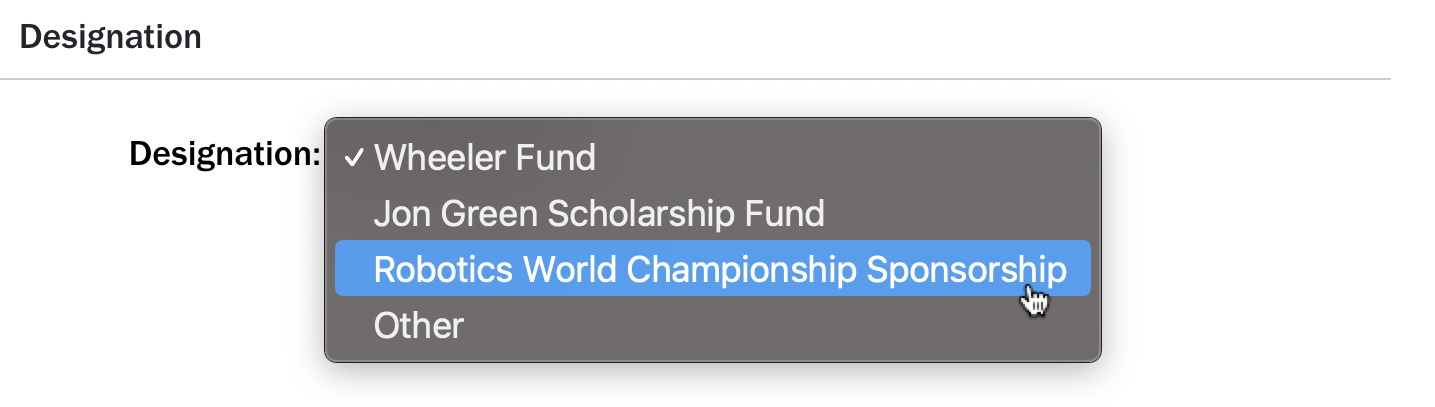 Designation
Designation: ✓ Wheeler Fund
Jon Green Scholarship Fund
Robotics World Championship Sponsorship
Other